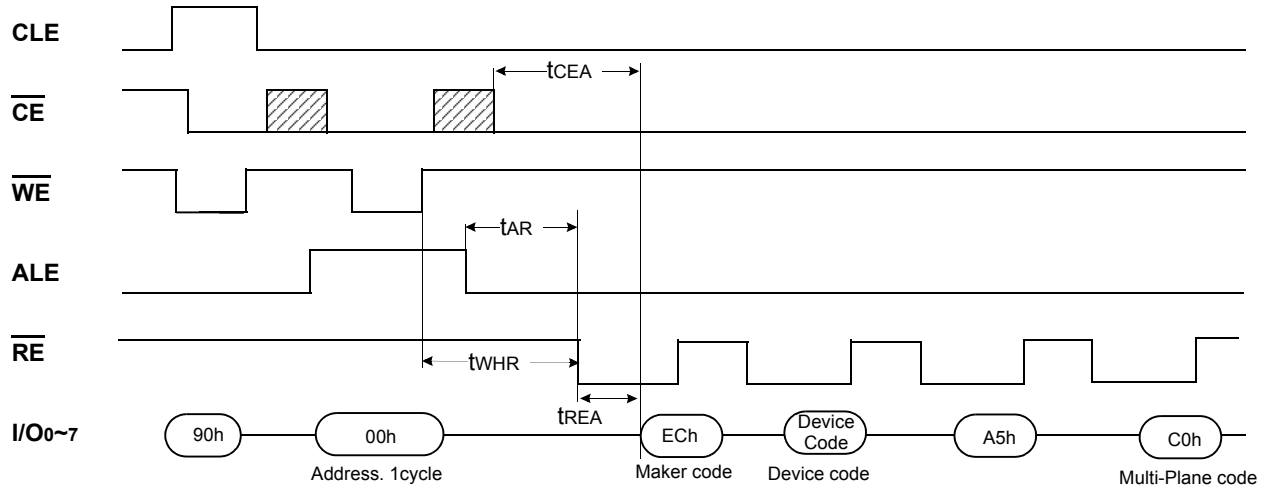 CLE
tCEA
CE
WE
tAR
ALE
RE
tWHR
tREA
I/O0~7
90h
00h
ECh
Device
Code
A5h
C0h
Address. 1cycle
Maker code
Device code
Multi-Plane code